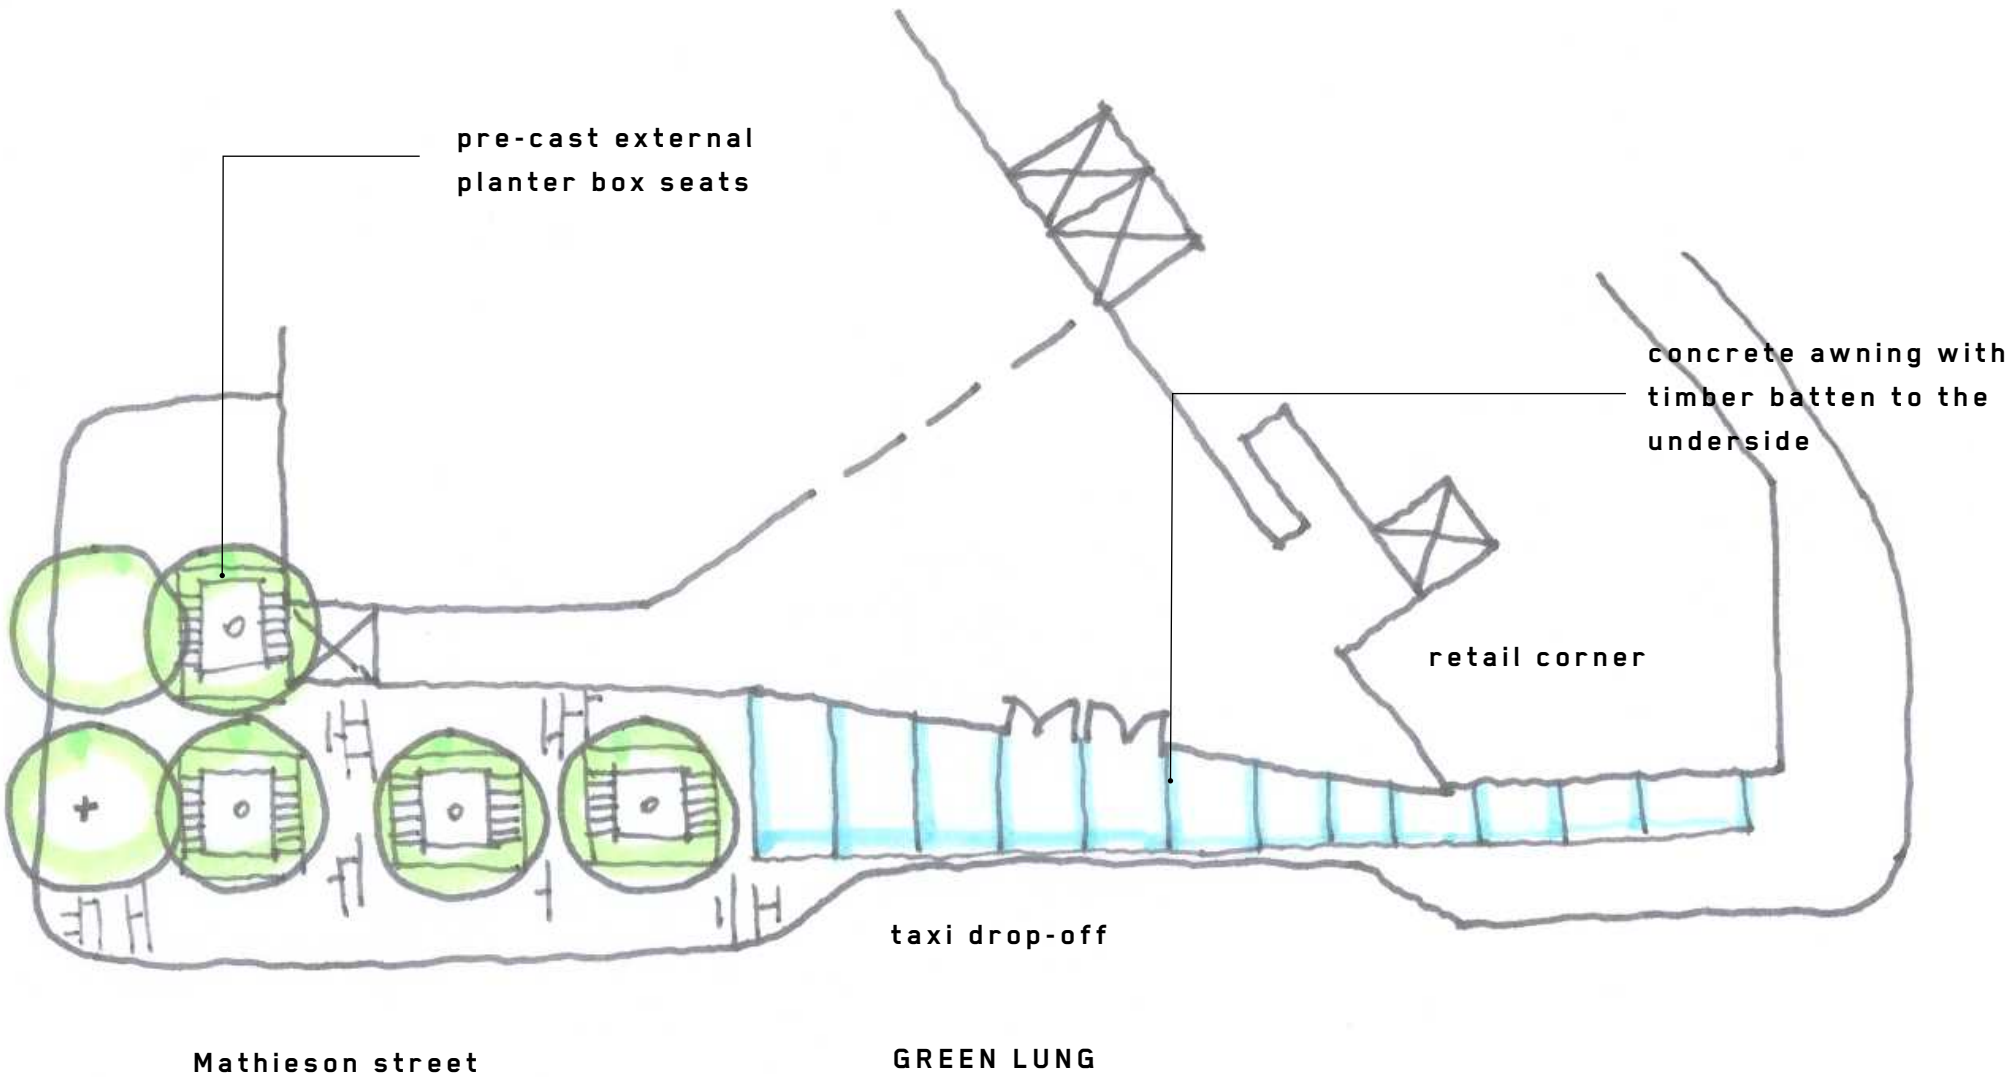 pre-cast external
planter box seats
concrete awning with
timber batten to the
underside
retail corner
taxi drop-off
Mathieson street
GREEN LUNG